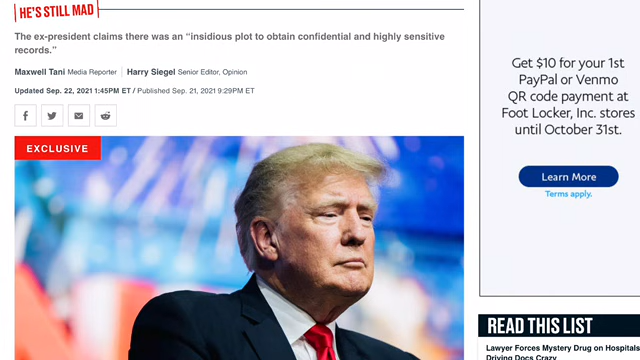 HE'S STILL MAD
The ex-president claims there was an “insidious plot to obtain confidential and highly sensitive
records.”
Maxwell Tani Media Reporter | Harry Siegel Senior Editor, Opinion
Updated Sep. 22, 2021 1:45PM ET / Published Sep. 21, 2021 9:29PM ET
EXCLUSIVE
Get $10 for your 1st
PayPal or Venmo
QR code payment at
Foot Locker, Inc. stores
until October 31st.
Learn More
Terms apply.
READ THIS LIST
Lawyer Forces Mystery Drug on Hospitals
Driving Docs Crazy